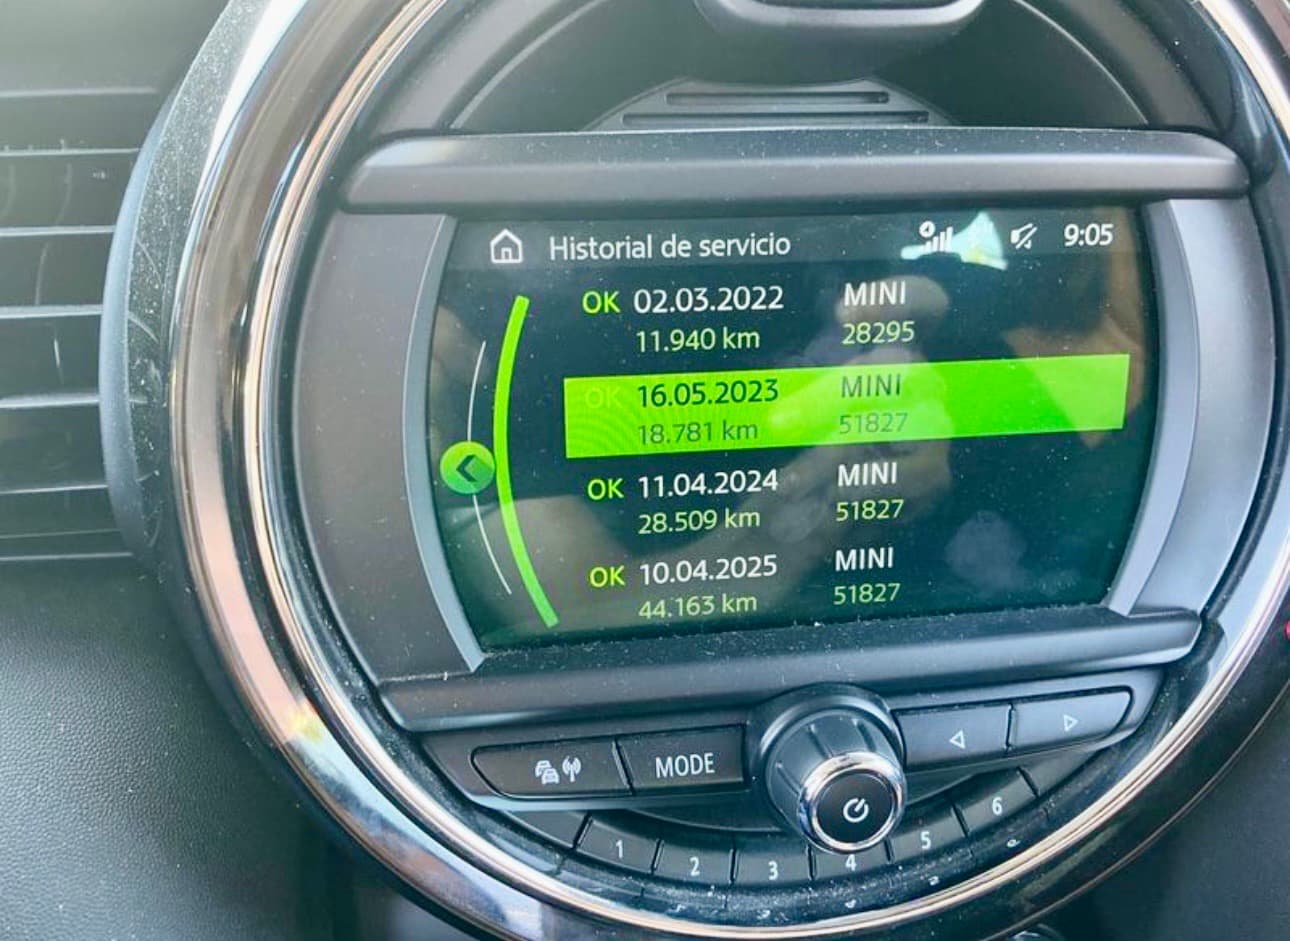 Historial de servicio 9:05
OK 02.03.2022 MINI
11.940 km 28295
OK 16.05.2023 MINI
18.781 km 51827
OK 11.04.2024 MINI
28.509 km 51827
OK 10.04.2025 MINI
44.163 km 51827
MODE
1 2 3 4 5 6